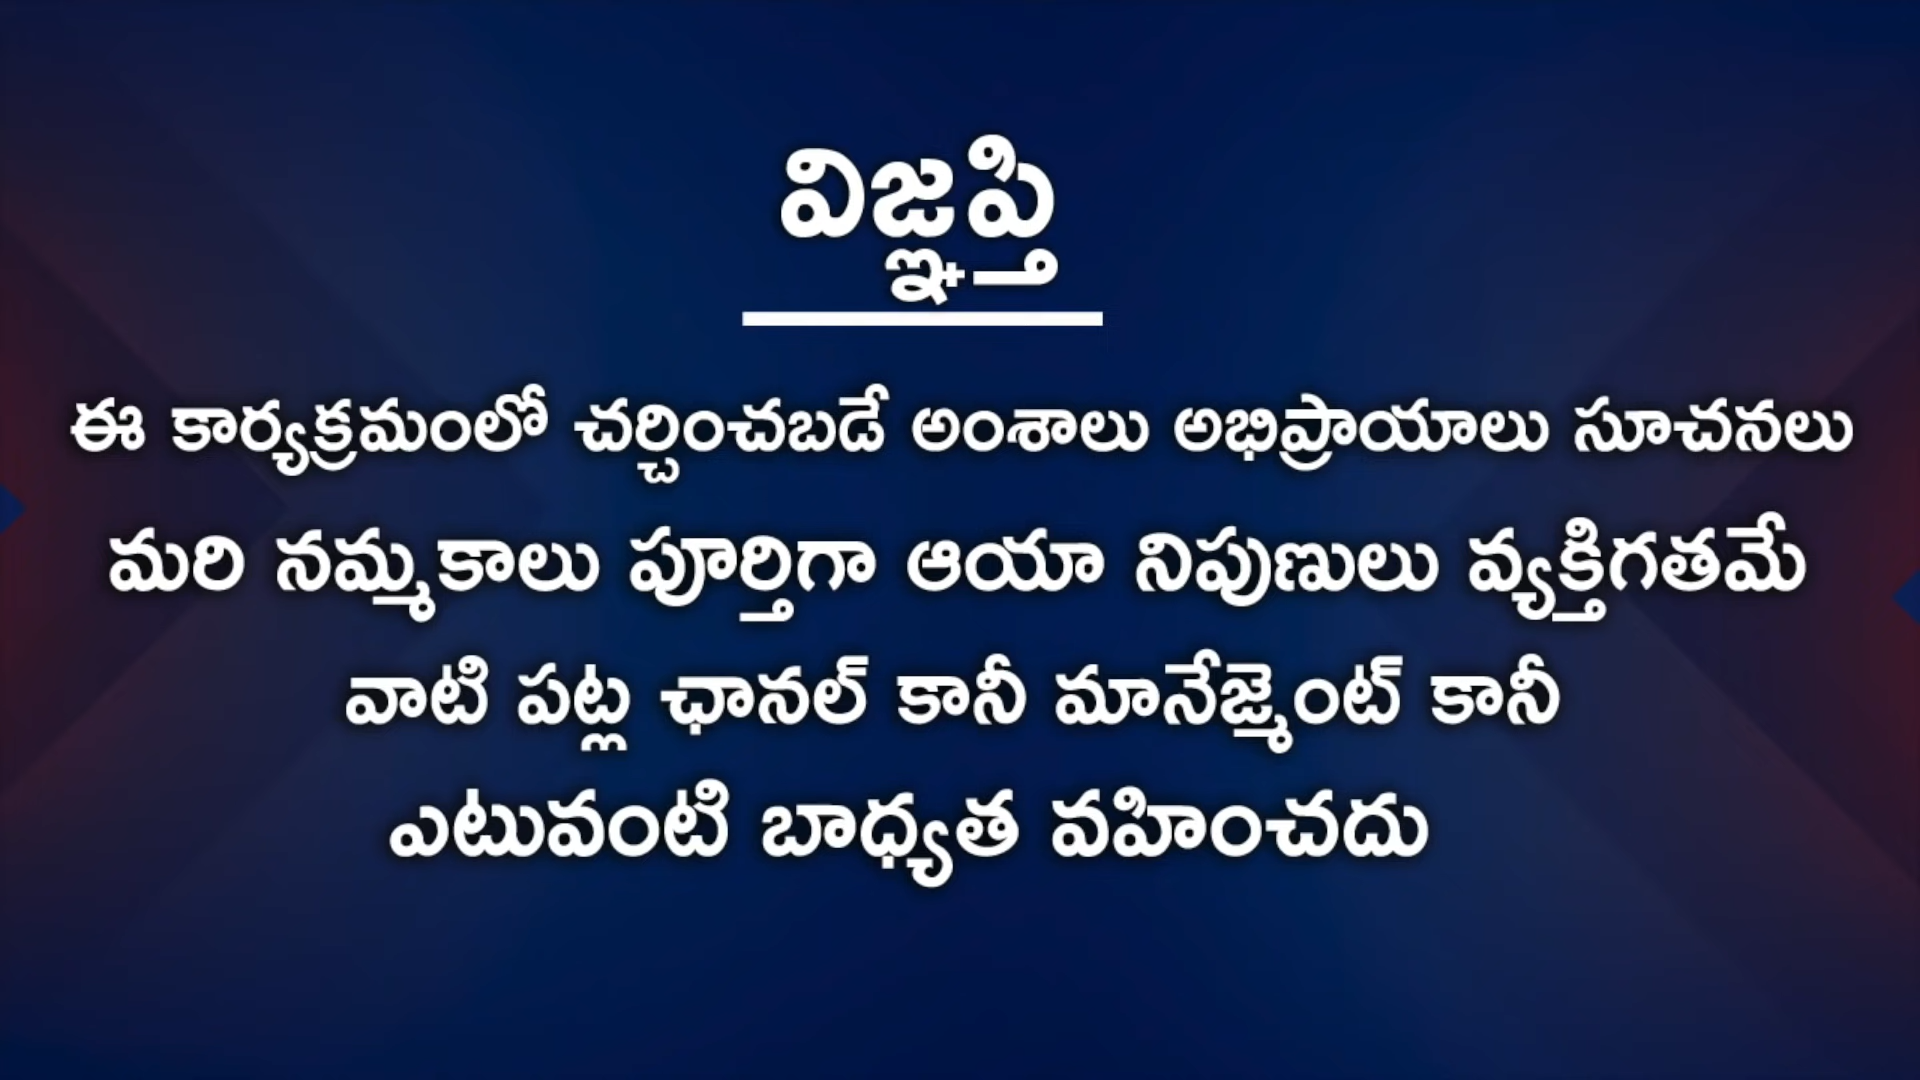 విజ్ఞప్తి
ఈ కార్యక్రమంలో చర్చించబడే అంశాలు అభిప్రాయాలు సూచనలు
మరి నమ్మకాలు పూర్తిగా ఆయా నిపుణులు వ్యక్తిగతమే
వాటి పట్ల ఛానల్ కానీ మానేజ్మెంట్ కానీ
ఎటువంటి బాధ్యత వహించదు